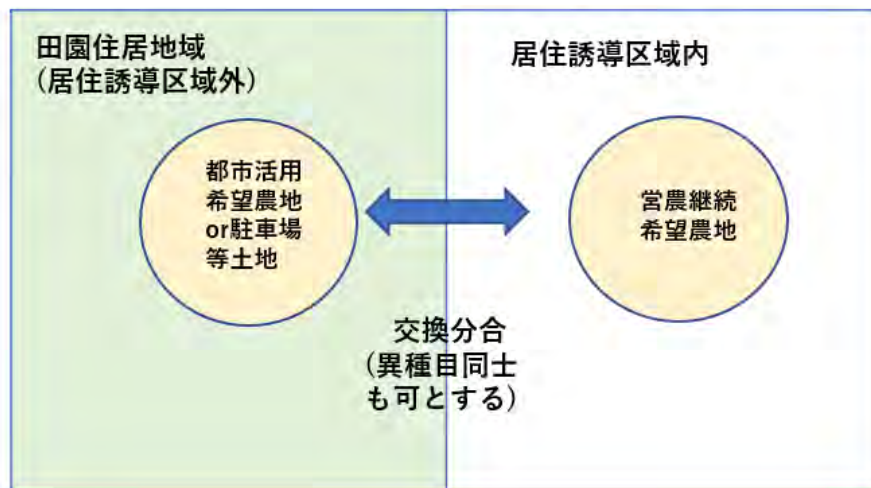 田園住居地域
(居住誘導区域外)
居住誘導区域内
都市活用
希望農地
or駐車場
等土地
営農継続
希望農地
交換分合
(異種目同士
も可とする)